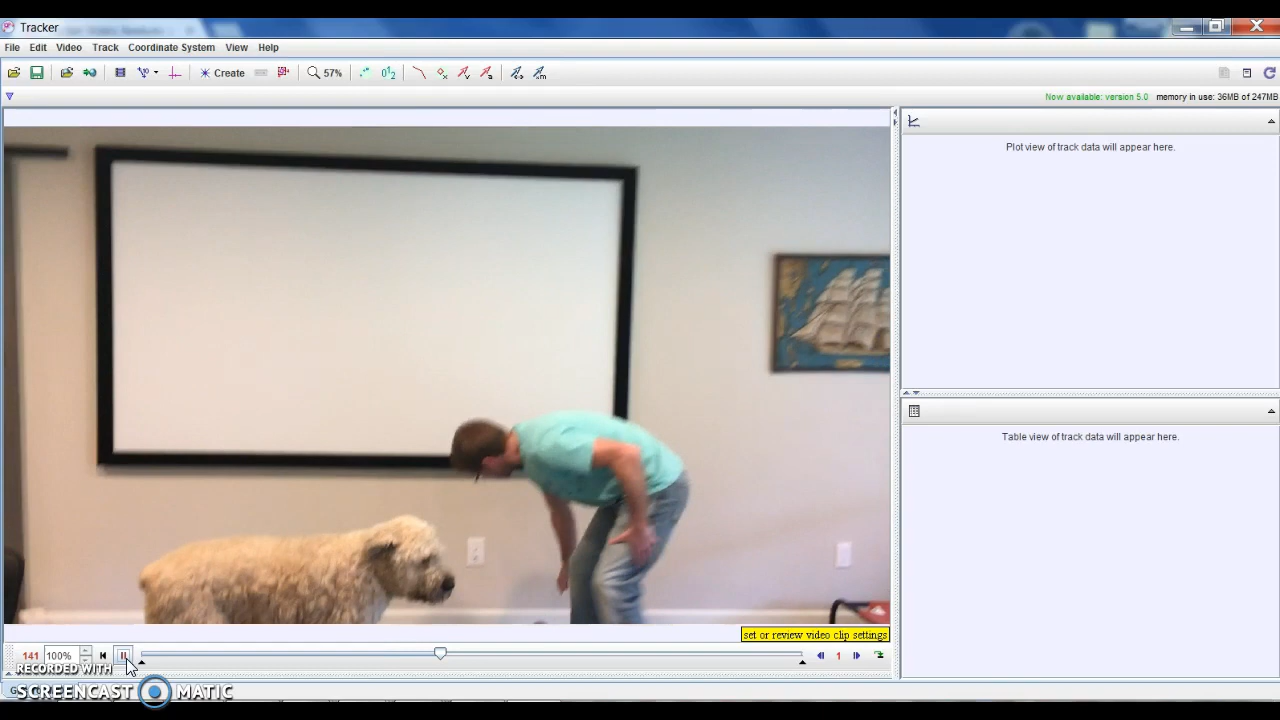 Tracker
File Edit Video Track Coordinate System View Help
Create 57%
Now available: version 5.0 memory in use: 36MB of 247MB
Plot view of track data will appear here.
Table view of track data will appear here.
set or review video clip settings
141 100% 1
RECORDED WITH
SCREENCAST MATIC